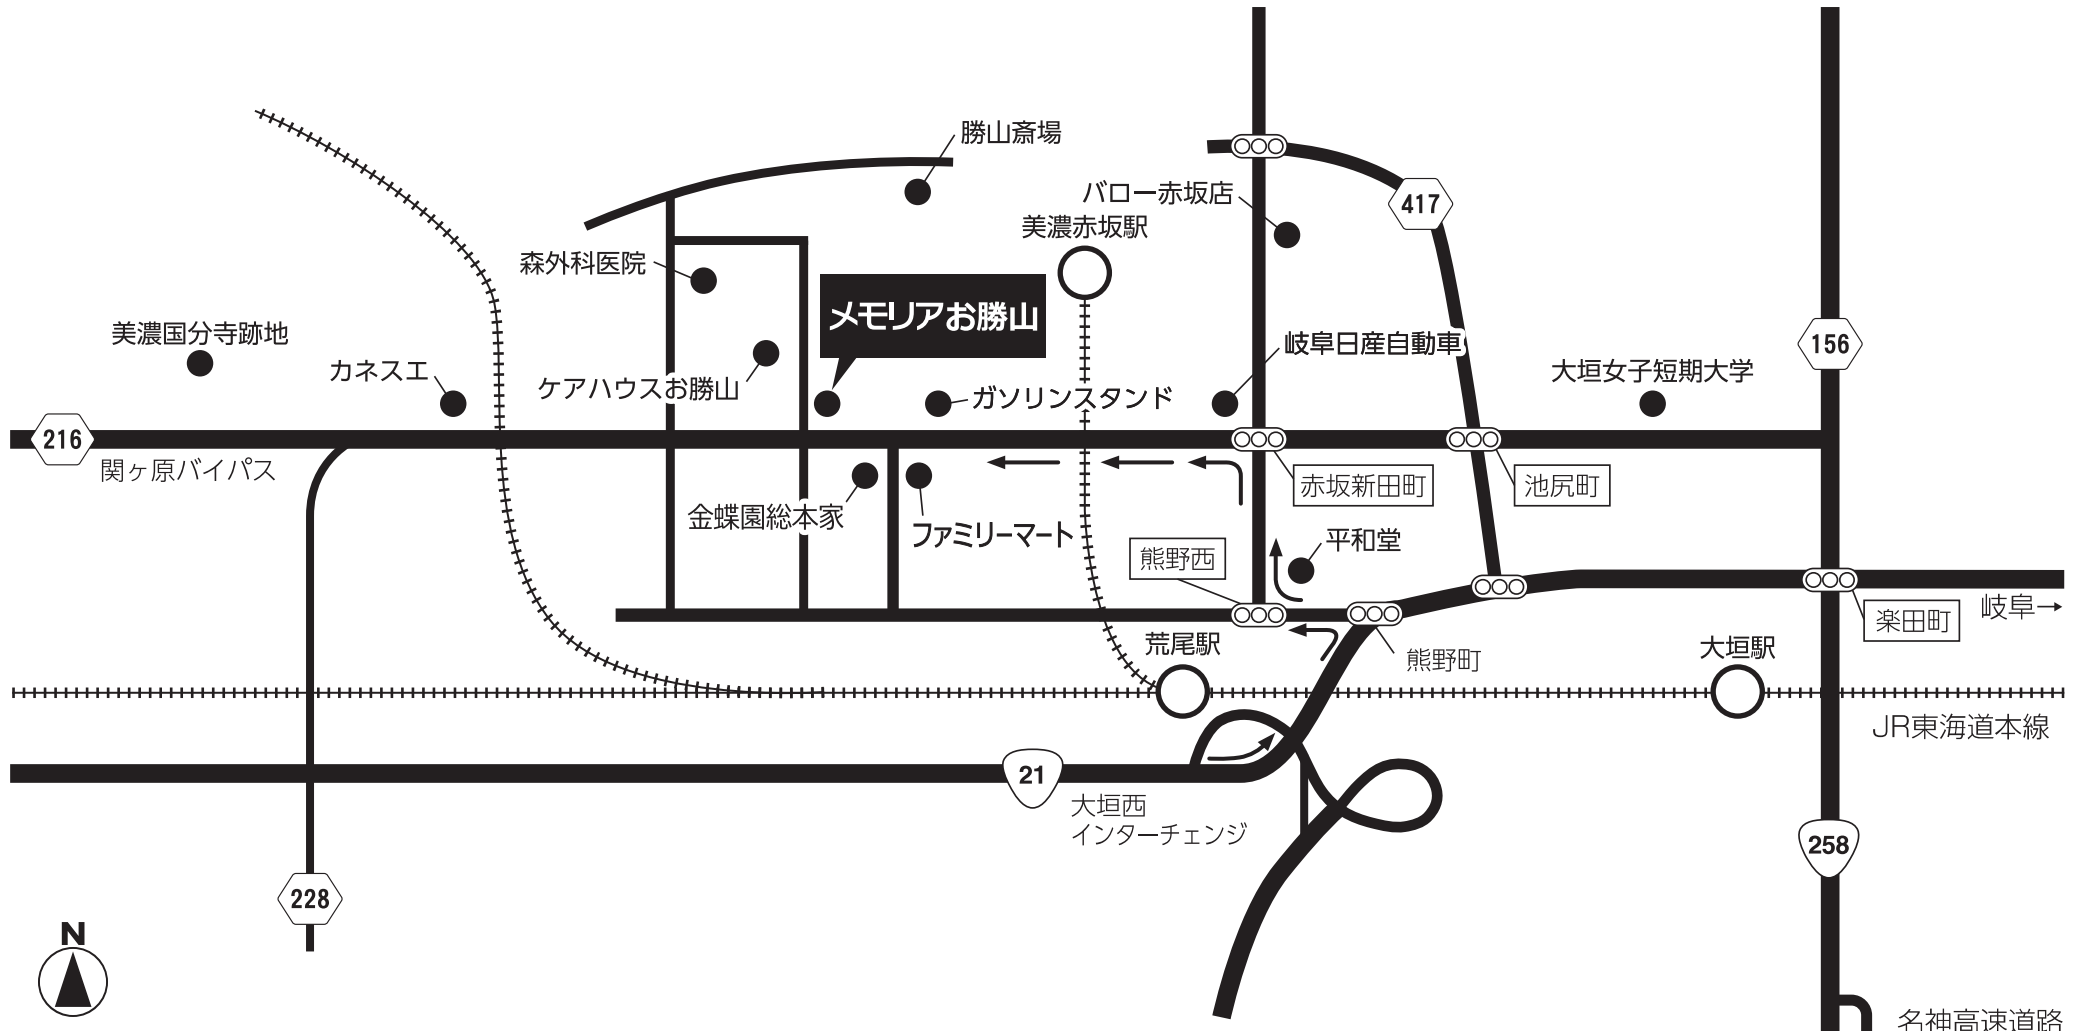 勝山斎場
バロー赤坂店
417
美濃赤坂駅
森外科医院
メモリアお勝山
美濃国分寺跡地
カネスエ
ケアハウスお勝山
ガソリンスタンド
岐阜日産自動車
156
大垣女子短期大学
216
関ヶ原バイパス
赤坂新田町
池尻町
金蝶園総本家
ファミリーマート
熊野西
平和堂
岐阜→
楽田町
荒尾駅
熊野町
大垣駅
JR東海道本線
21
大垣西
インターチェンジ
258
228
N
名神高速道路